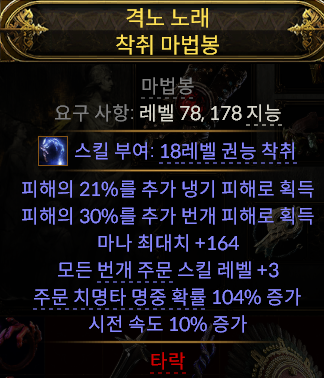 격노 노래
착취 마법봉
마법봉
요구 사항: 레벨 78, 178 지능
스킬 부여: 18레벨 권능 착취
피해의 21%를 추가 냉기 피해로 획득
피해의 30%를 추가 번개 피해로 획득
마나 최대치 +164
모든 번개 주문 스킬 레벨 +3
주문 치명타 명중 확률 104% 증가
시전 속도 10% 증가
타락